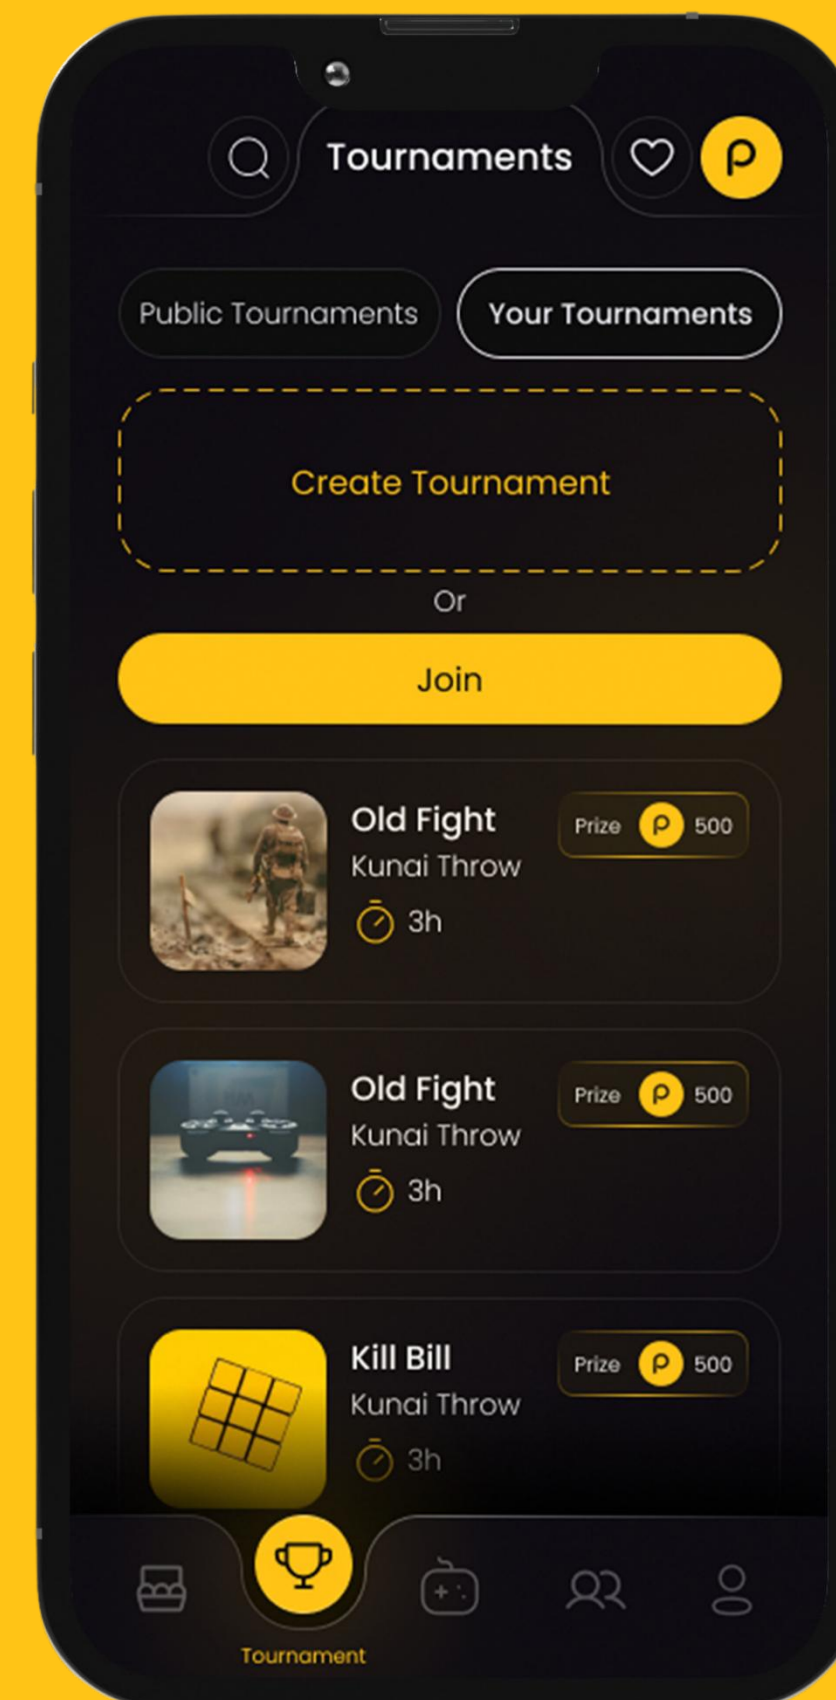 Tournaments
Public Tournaments
Your Tournaments
Create Tournament
Or
Join
Old Fight
Prize 500
Kunai Throw
3h
Old Fight
Prize 500
Kunai Throw
3h
Kill Bill
Prize 500
Kunai Throw
3h
Tournament